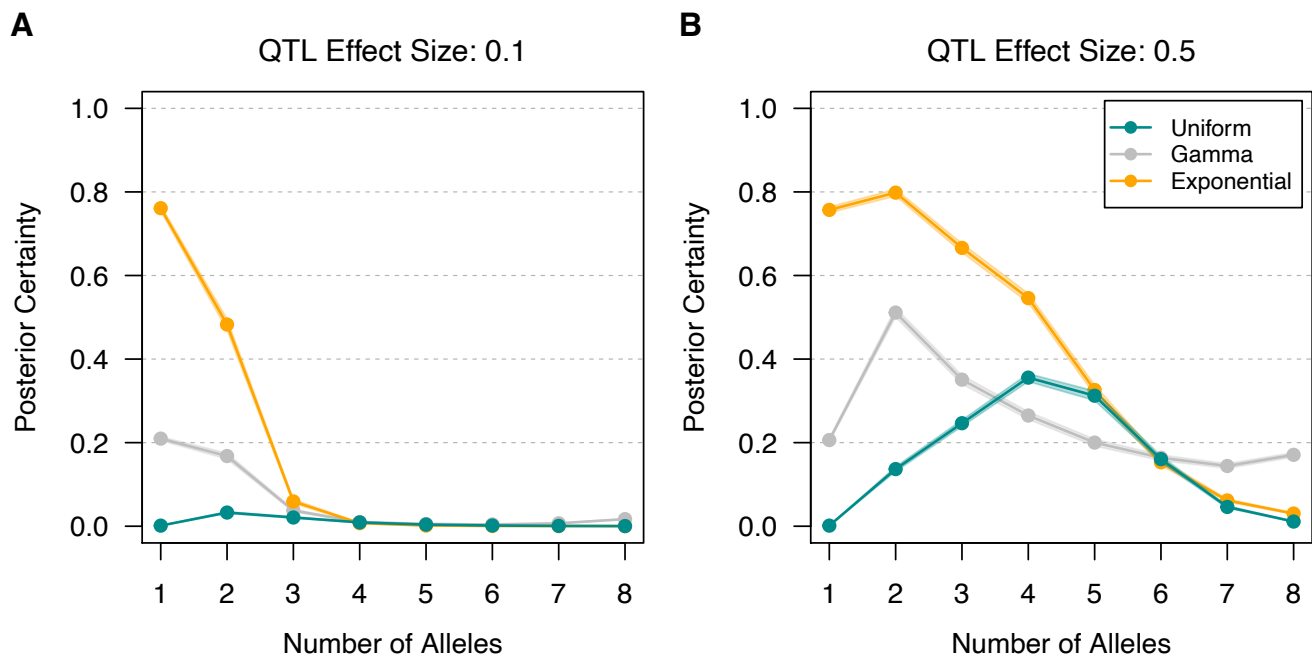 A
QTL Effect Size: 0.1
1.0
0.8
0.6
0.4
0.2
0.0
Posterior Certainty
1 2 3 4 5 6 7 8
Number of Alleles
B
QTL Effect Size: 0.5
1.0
0.8
0.6
0.4
0.2
0.0
Posterior Certainty
Uniform
Gamma
Exponential
1 2 3 4 5 6 7 8
Number of Alleles